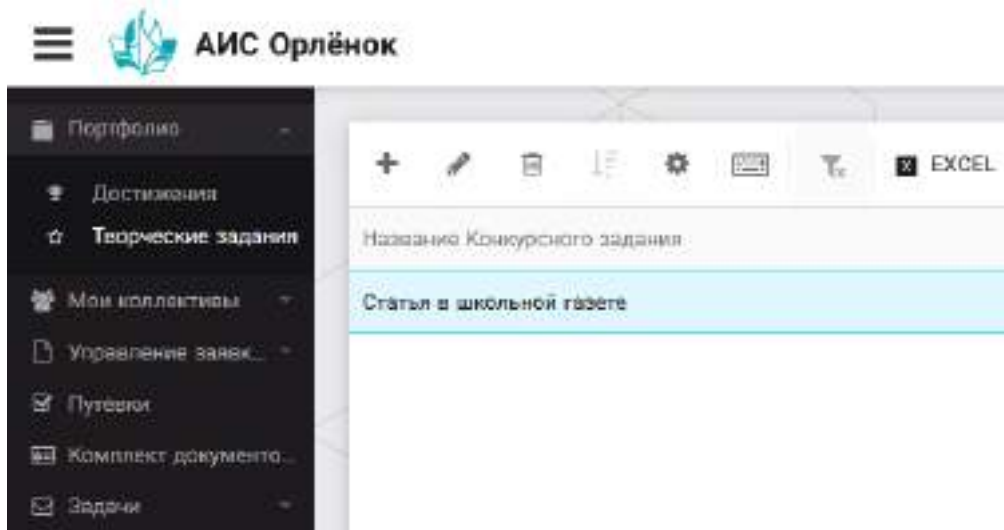 АИС Орлёнок
Портфолио
Достижения
Творческие задания
Мои коллективы
Управление заявк...
Путёвки
Комплект документо...
Задачи
EXCEL
Название Конкурсного задания
Статья в школьной газете